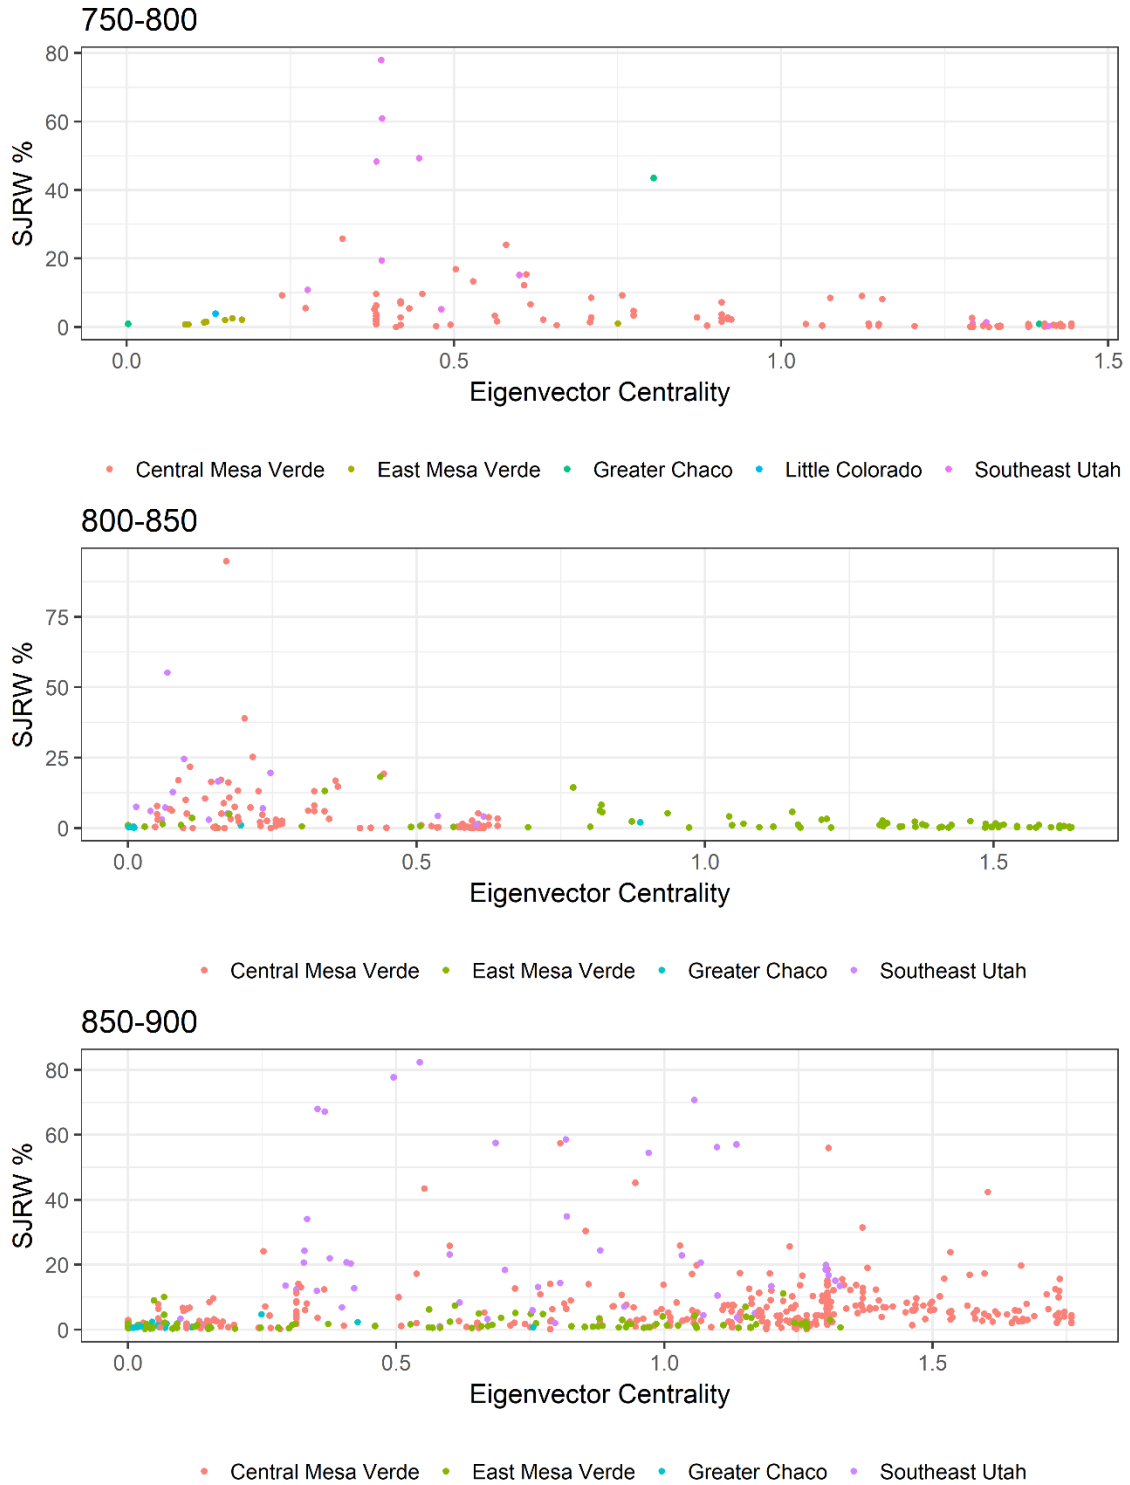 750-800
80
60
40
20
0
SJRW %
0.0 0.5 1.0 1.5
Eigenvector Centrality
Central Mesa Verde East Mesa Verde Greater Chaco Little Colorado Southeast Utah
800-850
75
50
25
0
SJRW %
0.0 0.5 1.0 1.5
Eigenvector Centrality
Central Mesa Verde East Mesa Verde Greater Chaco Southeast Utah
850-900
80
60
40
20
0
SJRW %
0.0 0.5 1.0 1.5
Eigenvector Centrality
Central Mesa Verde East Mesa Verde Greater Chaco Southeast Utah